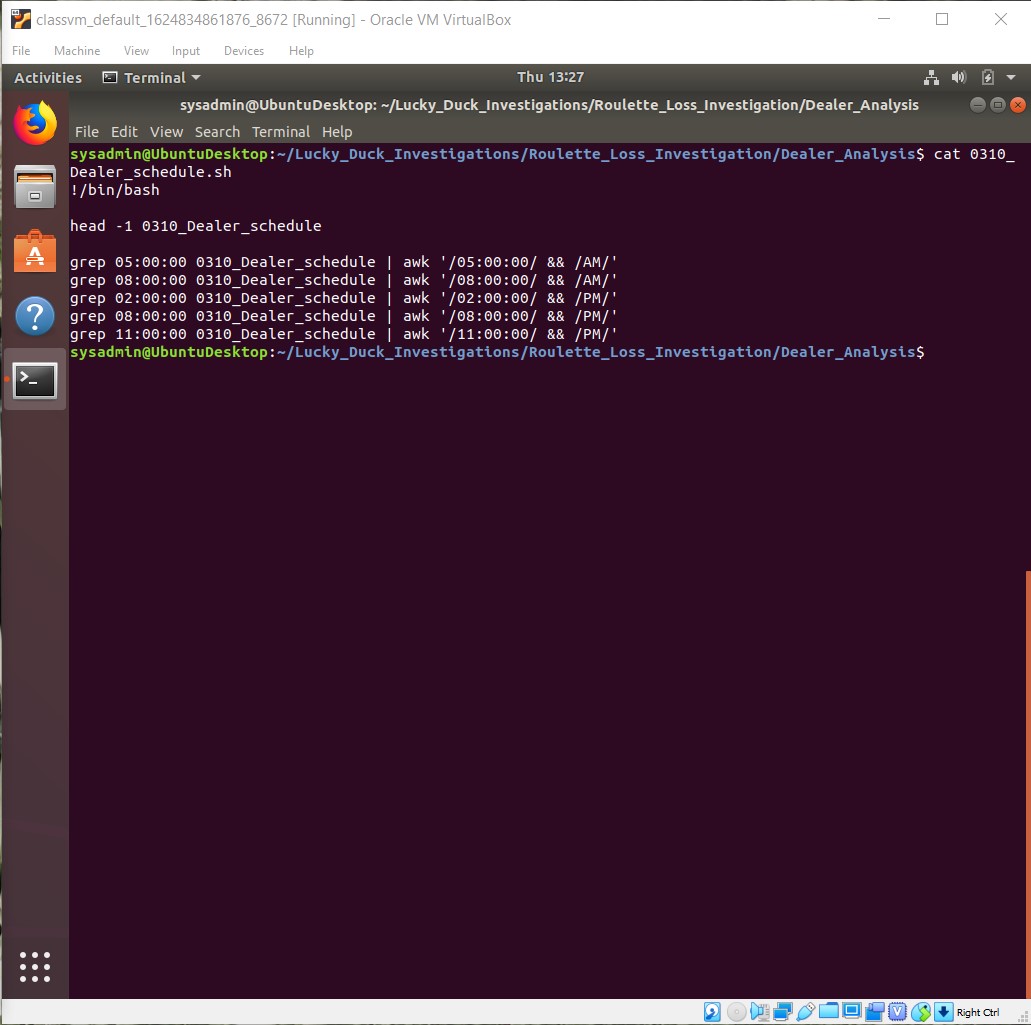 classvm_default_1624834861876_8672 [Running] - Oracle VM VirtualBox
File Machine View Input Devices Help
Activities Terminal Thu 13:27
sysadmin@UbuntuDesktop: ~/Lucky_Duck_Investigations/Roulette_Loss_Investigation/Dealer_Analysis
File Edit View Search Terminal Help
sysadmin@UbuntuDesktop:~/Lucky_Duck_Investigations/Roulette_Loss_Investigation/Dealer_Analysis$ cat 0310_
Dealer_schedule.sh
!/bin/bash
head -1 0310_Dealer_schedule
grep 05:00:00 0310_Dealer_schedule | awk '/05:00:00/ && /AM/'
grep 08:00:00 0310_Dealer_schedule | awk '/08:00:00/ && /AM/'
grep 02:00:00 0310_Dealer_schedule | awk '/02:00:00/ && /PM/'
grep 08:00:00 0310_Dealer_schedule | awk '/08:00:00/ && /PM/'
grep 11:00:00 0310_Dealer_schedule | awk '/11:00:00/ && /PM/'
sysadmin@UbuntuDesktop:~/Lucky_Duck_Investigations/Roulette_Loss_Investigation/Dealer_Analysis$
Right Ctrl